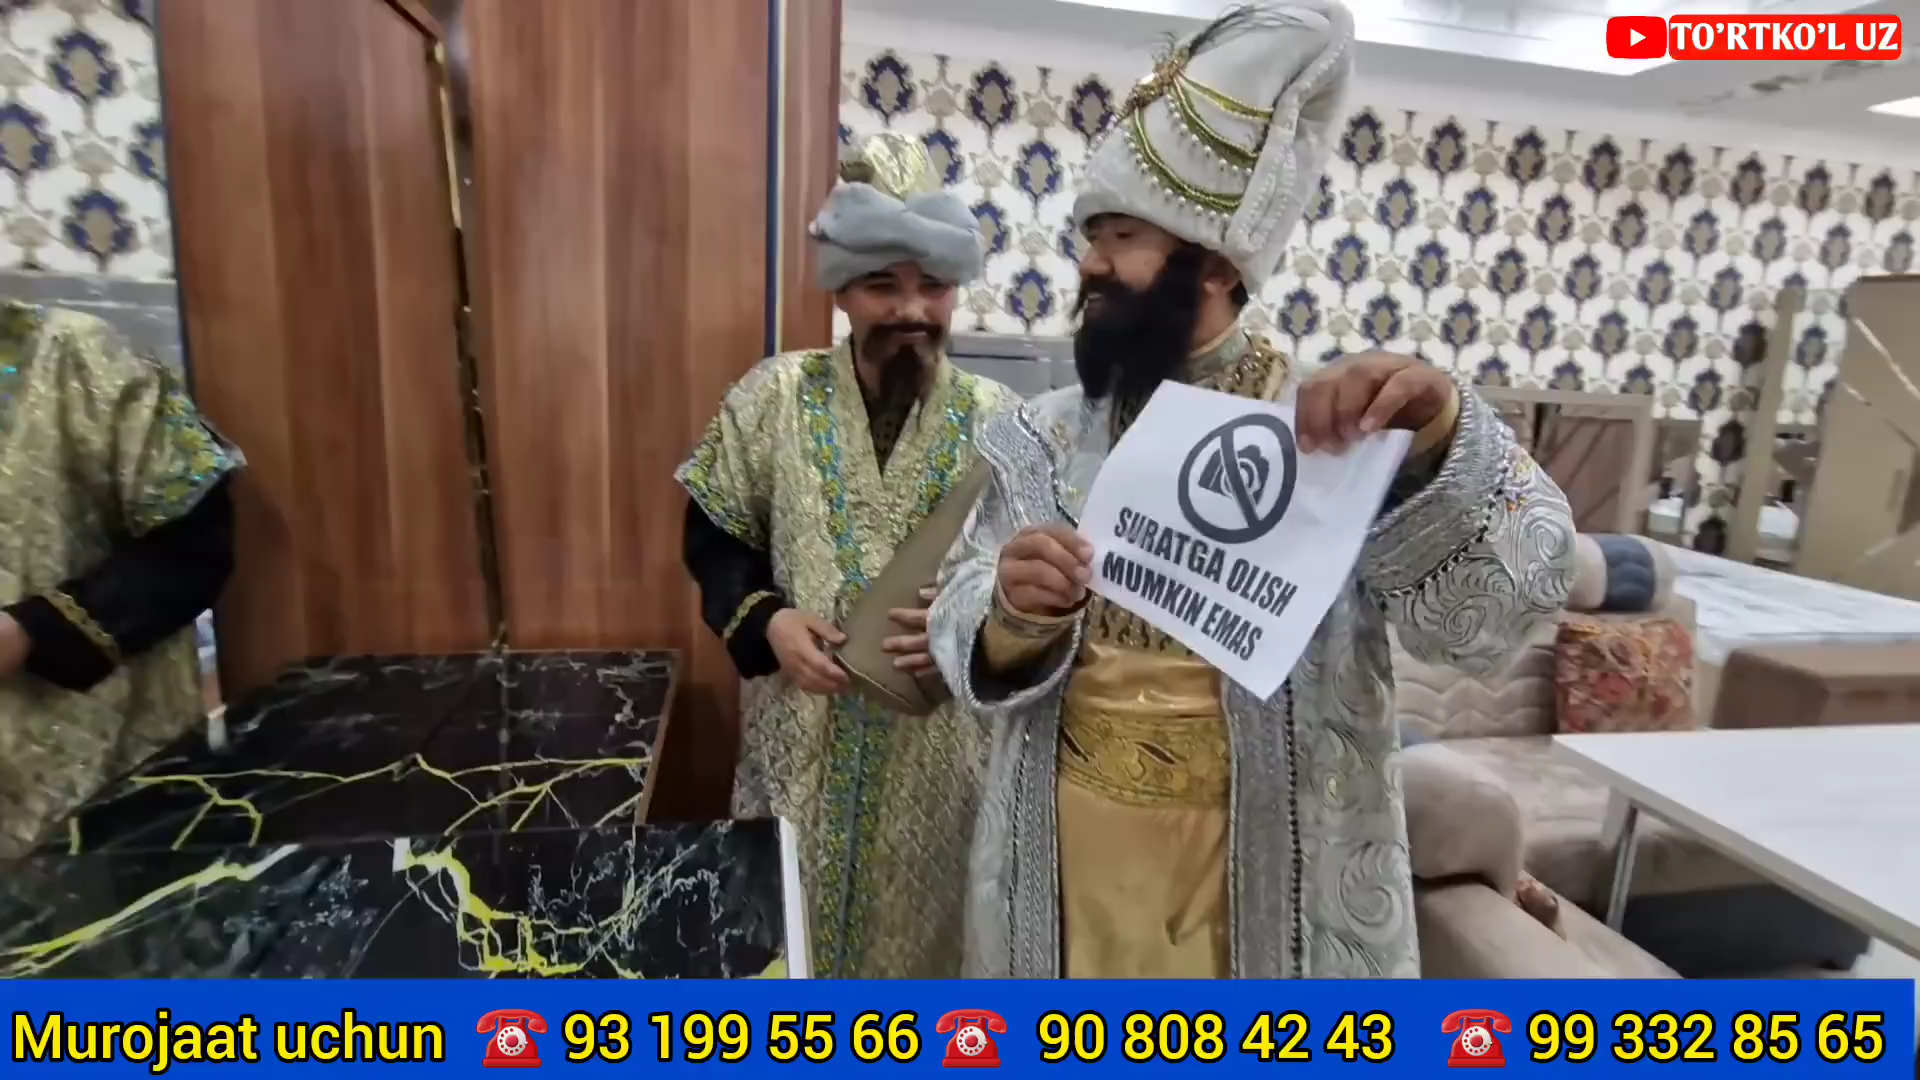 TO'RTKO'L UZ
SURATGA OLISH
MUMKIN EMAS
Murojaat uchun ☎ 93 199 55 66 ☎ 90 808 42 43 ☎ 99 332 85 65